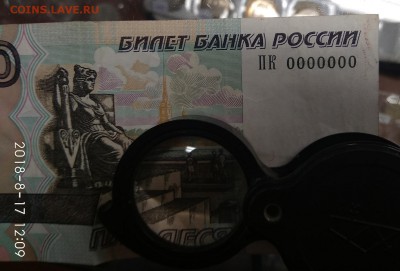 COINS.LAVE.RU
БИЛЕТ БАНКА РОССИИ
ПК 0000000
2018-8-17 12:09